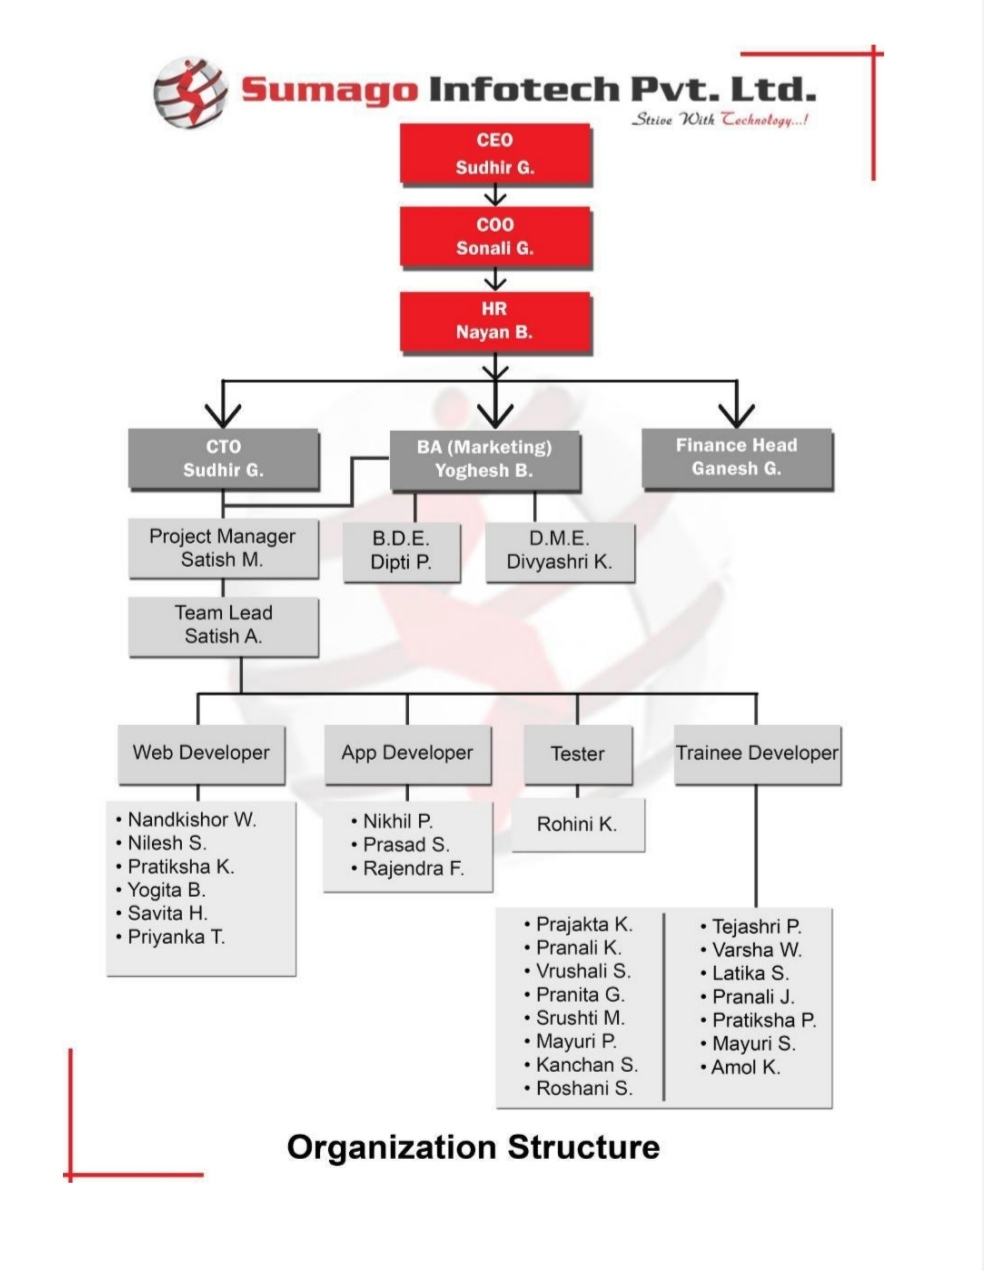 Sumago Infotech Pvt. Ltd.
Strive With Technology...!
CEO
Sudhir G.
COO
Sonali G.
HR
Nayan B.
CTO
Sudhir G.
BA (Marketing)
Yoghesh B.
Finance Head
Ganesh G.
Project Manager
Satish M.
B.D.E.
Dipti P.
D.M.E.
Divyashri K.
Team Lead
Satish A.
Web Developer
App Developer
Tester
Trainee Developer
• Nandkishor W.
• Nilesh S.
• Pratiksha K.
• Yogita B.
• Savita H.
• Priyanka T.
• Nikhil P.
• Prasad S.
• Rajendra F.
Rohini K.
• Prajakta K.
• Pranali K.
• Vrushali S.
• Pranita G.
• Srushti M.
• Mayuri P.
• Kanchan S.
• Roshani S.
• Tejashri P.
• Varsha W.
• Latika S.
• Pranali J.
• Pratiksha P.
• Mayuri S.
• Amol K.
Organization Structure